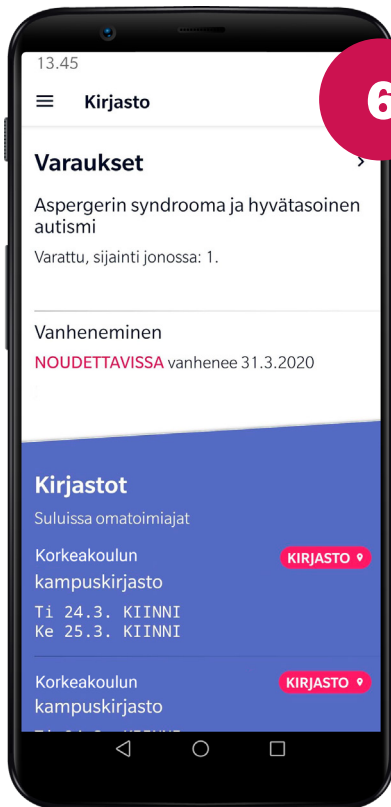 13.45
6
Kirjasto
Varaukset
Aspergerin syndrooma ja hyvätasoinen
autismi
Varattu, sijainti jonossa: 1.
Vanheneminen
NOUDETTAVISSA vanhenee 31.3.2020
Kirjastot
Suluissa omatoimiajat
Korkeakoulun
kampuskirjasto
KIRJASTO
Ti 24.3. KIINNI
Ke 25.3. KIINNI
Korkeakoulun
kampuskirjasto
KIRJASTO